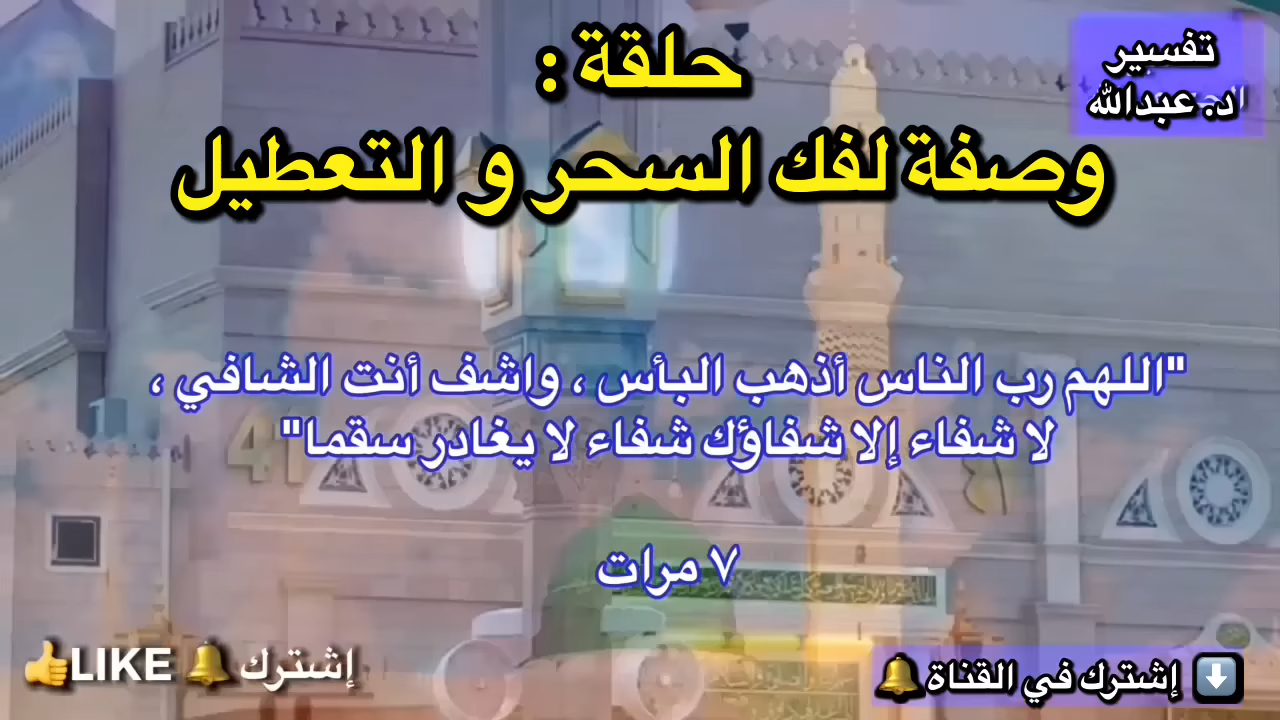 حلقة :
وصفة لفك السحر و التعطيل
تفسير
د. عبدالله
"اللهم رب الناس أذهب البأس ، واشف أنت الشافي ،
لا شفاء إلا شفاؤك شفاء لا يغادر سقما"
41
٧ مرات
👍LIKE 🔔إشترك
⬇️ إشترك في القناة🔔